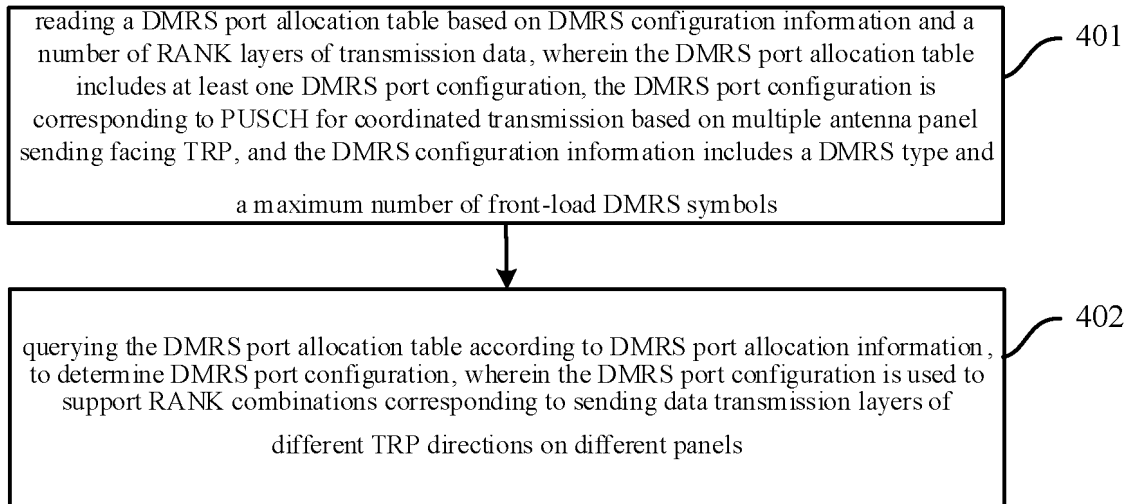 reading a DMRS port allocation table based on DMRS configuration information and a
number of RANK layers of transmission data, wherein the DMRS port allocation table
includes at least one DMRS port configuration, the DMRS port configuration is
corresponding to PUSCH for coordinated transmission based on multiple antenna panel
sending facing TRP, and the DMRS configuration information includes a DMRS type and
a maximum number of front-load DMRS symbols
401
querying the DMRS port allocation table according to DMRS port allocation information,
to determine DMRS port configuration, wherein the DMRS port configuration is used to
support RANK combinations corresponding to sending data transmission layers of
different TRP directions on different panels
402